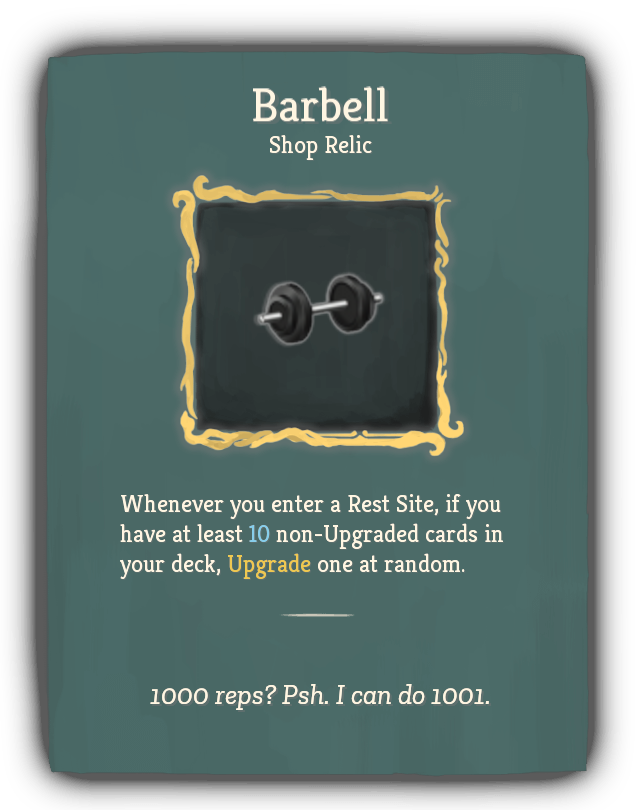 Barbell
Shop Relic
Whenever you enter a Rest Site, if you
have at least 10 non-Upgraded cards in
your deck, Upgrade one at random.
1000 reps? Psh. I can do 1001.